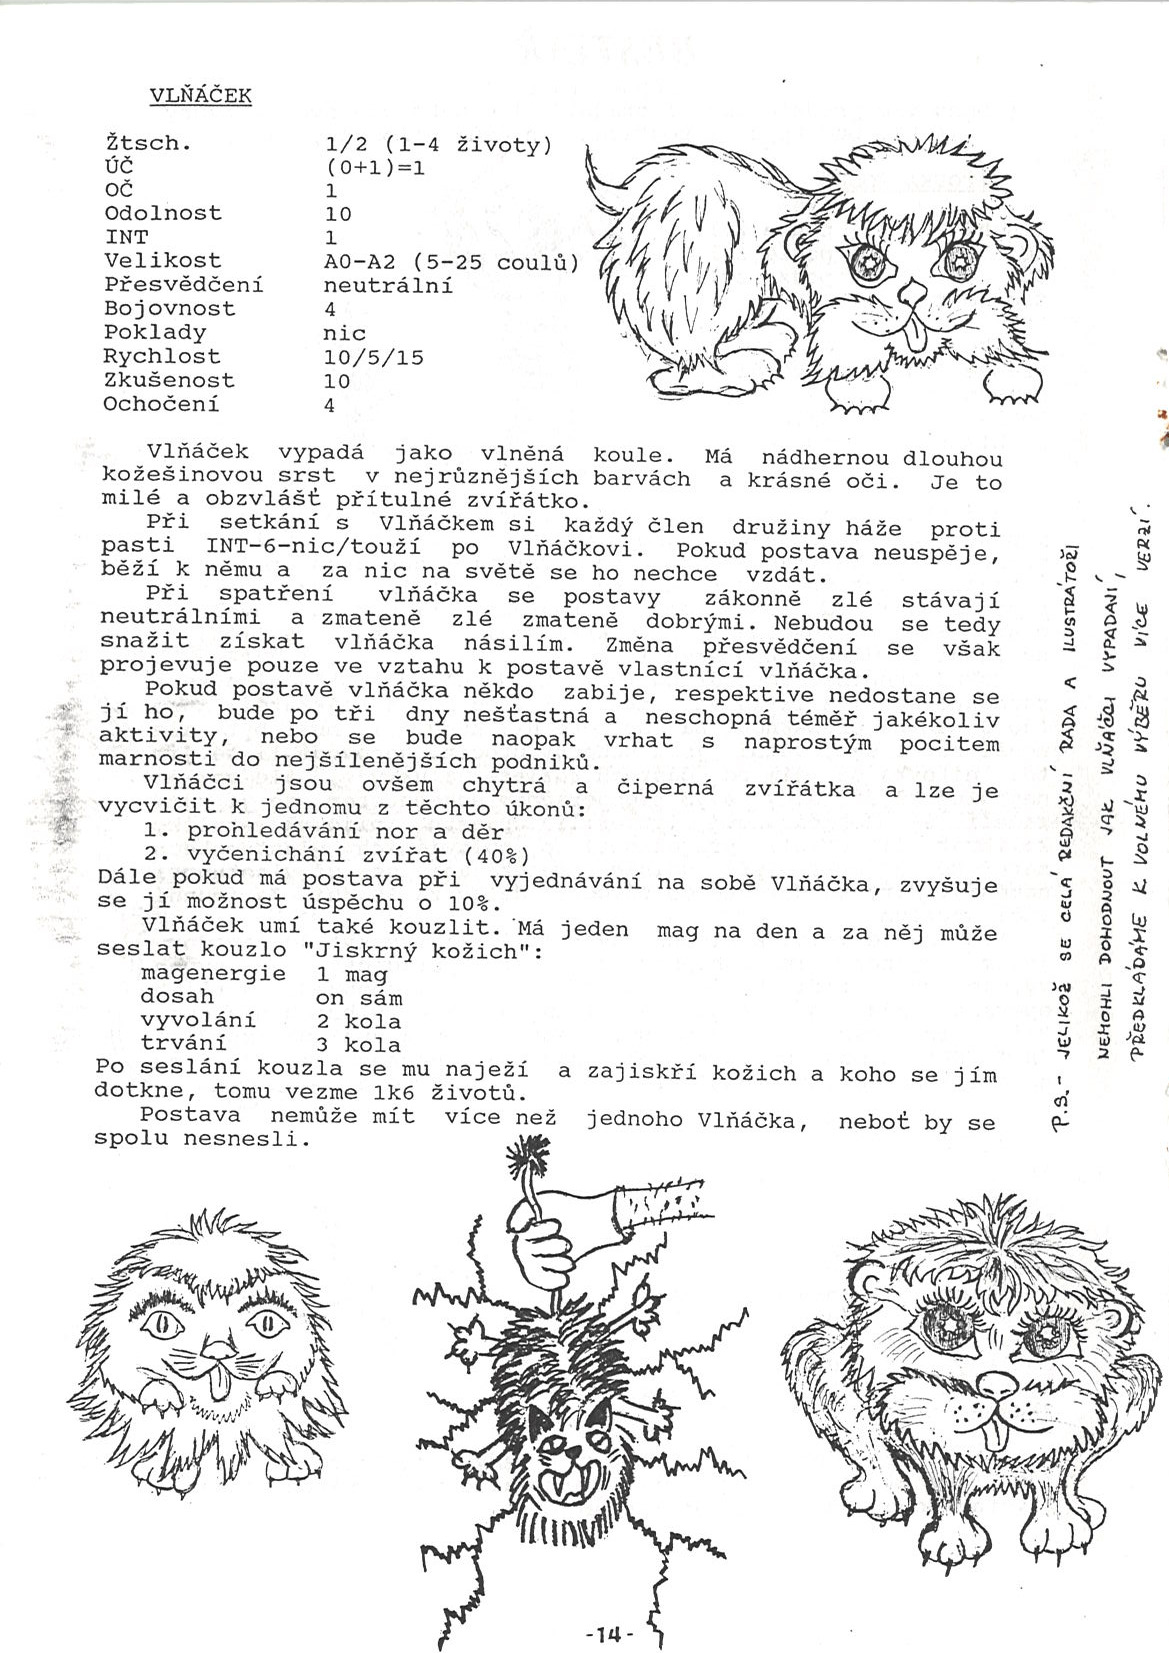 VLŇÁČEK
Žtsch. 1/2 (1-4 životy)
ÚČ (0+1)=1
OČ 1
Odolnost 10
INT 1
Velikost A0-A2 (5-25 coulů)
Přesvědčení neutrální
Bojovnost 4
Poklady nic
Rychlost 10/5/15
Zkušenost 10
Ochočení 4
Vlňáček vypadá jako vlněná koule. Má nádhernou dlouhou
kožešinovou srst v nejrůznějších barvách a krásné oči. Je to
milé a obzvlášť přítulné zvířátko.
Při setkání s Vlňáčkem si každý člen družiny háže proti
pasti INT-6-nic/touží po Vlňáčkovi. Pokud postava neuspěje,
běží k němu a za nic na světě se ho nechce vzdát.
Při spatření vlňáčka se postavy zákonně zlé stávají
neutrálními a zmateně zlé zmateně dobrými. Nebudou se tedy
snažit získat vlňáčka násilím. Změna přesvědčení se však
projevuje pouze ve vztahu k postavě vlastnící vlňáčka.
Pokud postavě vlňáčka někdo zabije, respektive nedostane se
jí ho, bude po tři dny nešťastná a neschopná téměř jakékoliv
aktivity, nebo se bude naopak vrhat s naprostým pocitem
marnosti do nejšílenějších podniků.
Vlňáčci jsou ovšem chytrá a čiperná zvířátka a lze je
vycvičit k jednomu z těchto úkonů:
1. prohledávání nor a děr
2. vyčenichání zvířat (40%)
Dále pokud má postava při vyjednávání na sobě Vlňáčka, zvyšuje
se jí možnost úspěchu o 10%.
Vlňáček umí také kouzlit. Má jeden mag na den a za něj může
seslat kouzlo "Jiskrný kožich":
magenergie 1 mag
dosah on sám
vyvolání 2 kola
trvání 3 kola
Po seslání kouzla se mu naježí a zajiskří kožich a koho se jím
dotkne, tomu vezme 1k6 životů.
Postava nemůže mít více než jednoho Vlňáčka, neboť by se
spolu nesnesli.
P.S.- JELIKOŽ SE CELÁ REDAKČNÍ RADA A ILUSTRÁTOŘI
NEMOHLI DOHODNOUT JAK VLŇÁČCI VYPADAJÍ,
PŘEDKLÁDÁME K VOLNÉMU VÝBĚRU VÍCE VERZÍ.
-14-